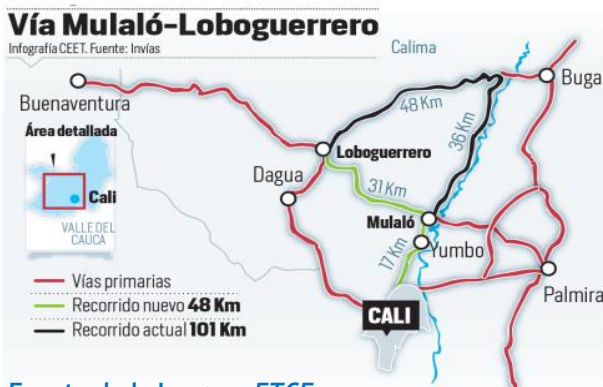 Vía Mulaló–Loboguerrero
Infografía CEET. Fuente: Invías
Calima
Buga
Buenaventura
48 Km
36 Km
Área detallada
Loboguerrero
Dagua
31 Km
Cali
Mulaló
VALLE DEL
CAUCA
Yumbo
17 Km
Vías primarias
Recorrido nuevo 48 Km
Palmira
CALI
Recorrido actual 101 Km